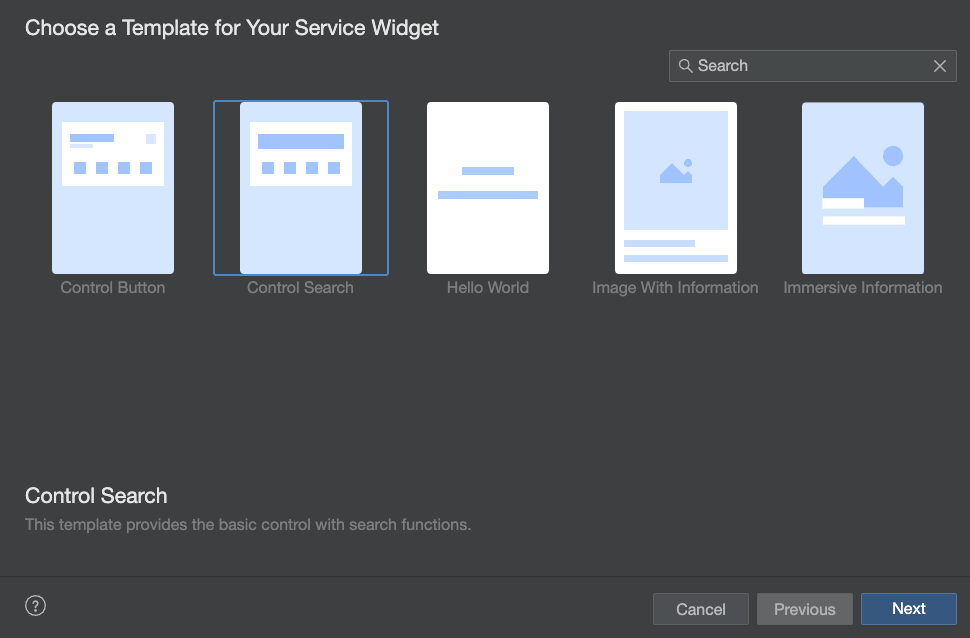 Choose a Template for Your Service Widget
Search
Control Button
Control Search
Hello World
Image With Information
Immersive Information
Control Search
This template provides the basic control with search functions.
?
Cancel
Previous
Next